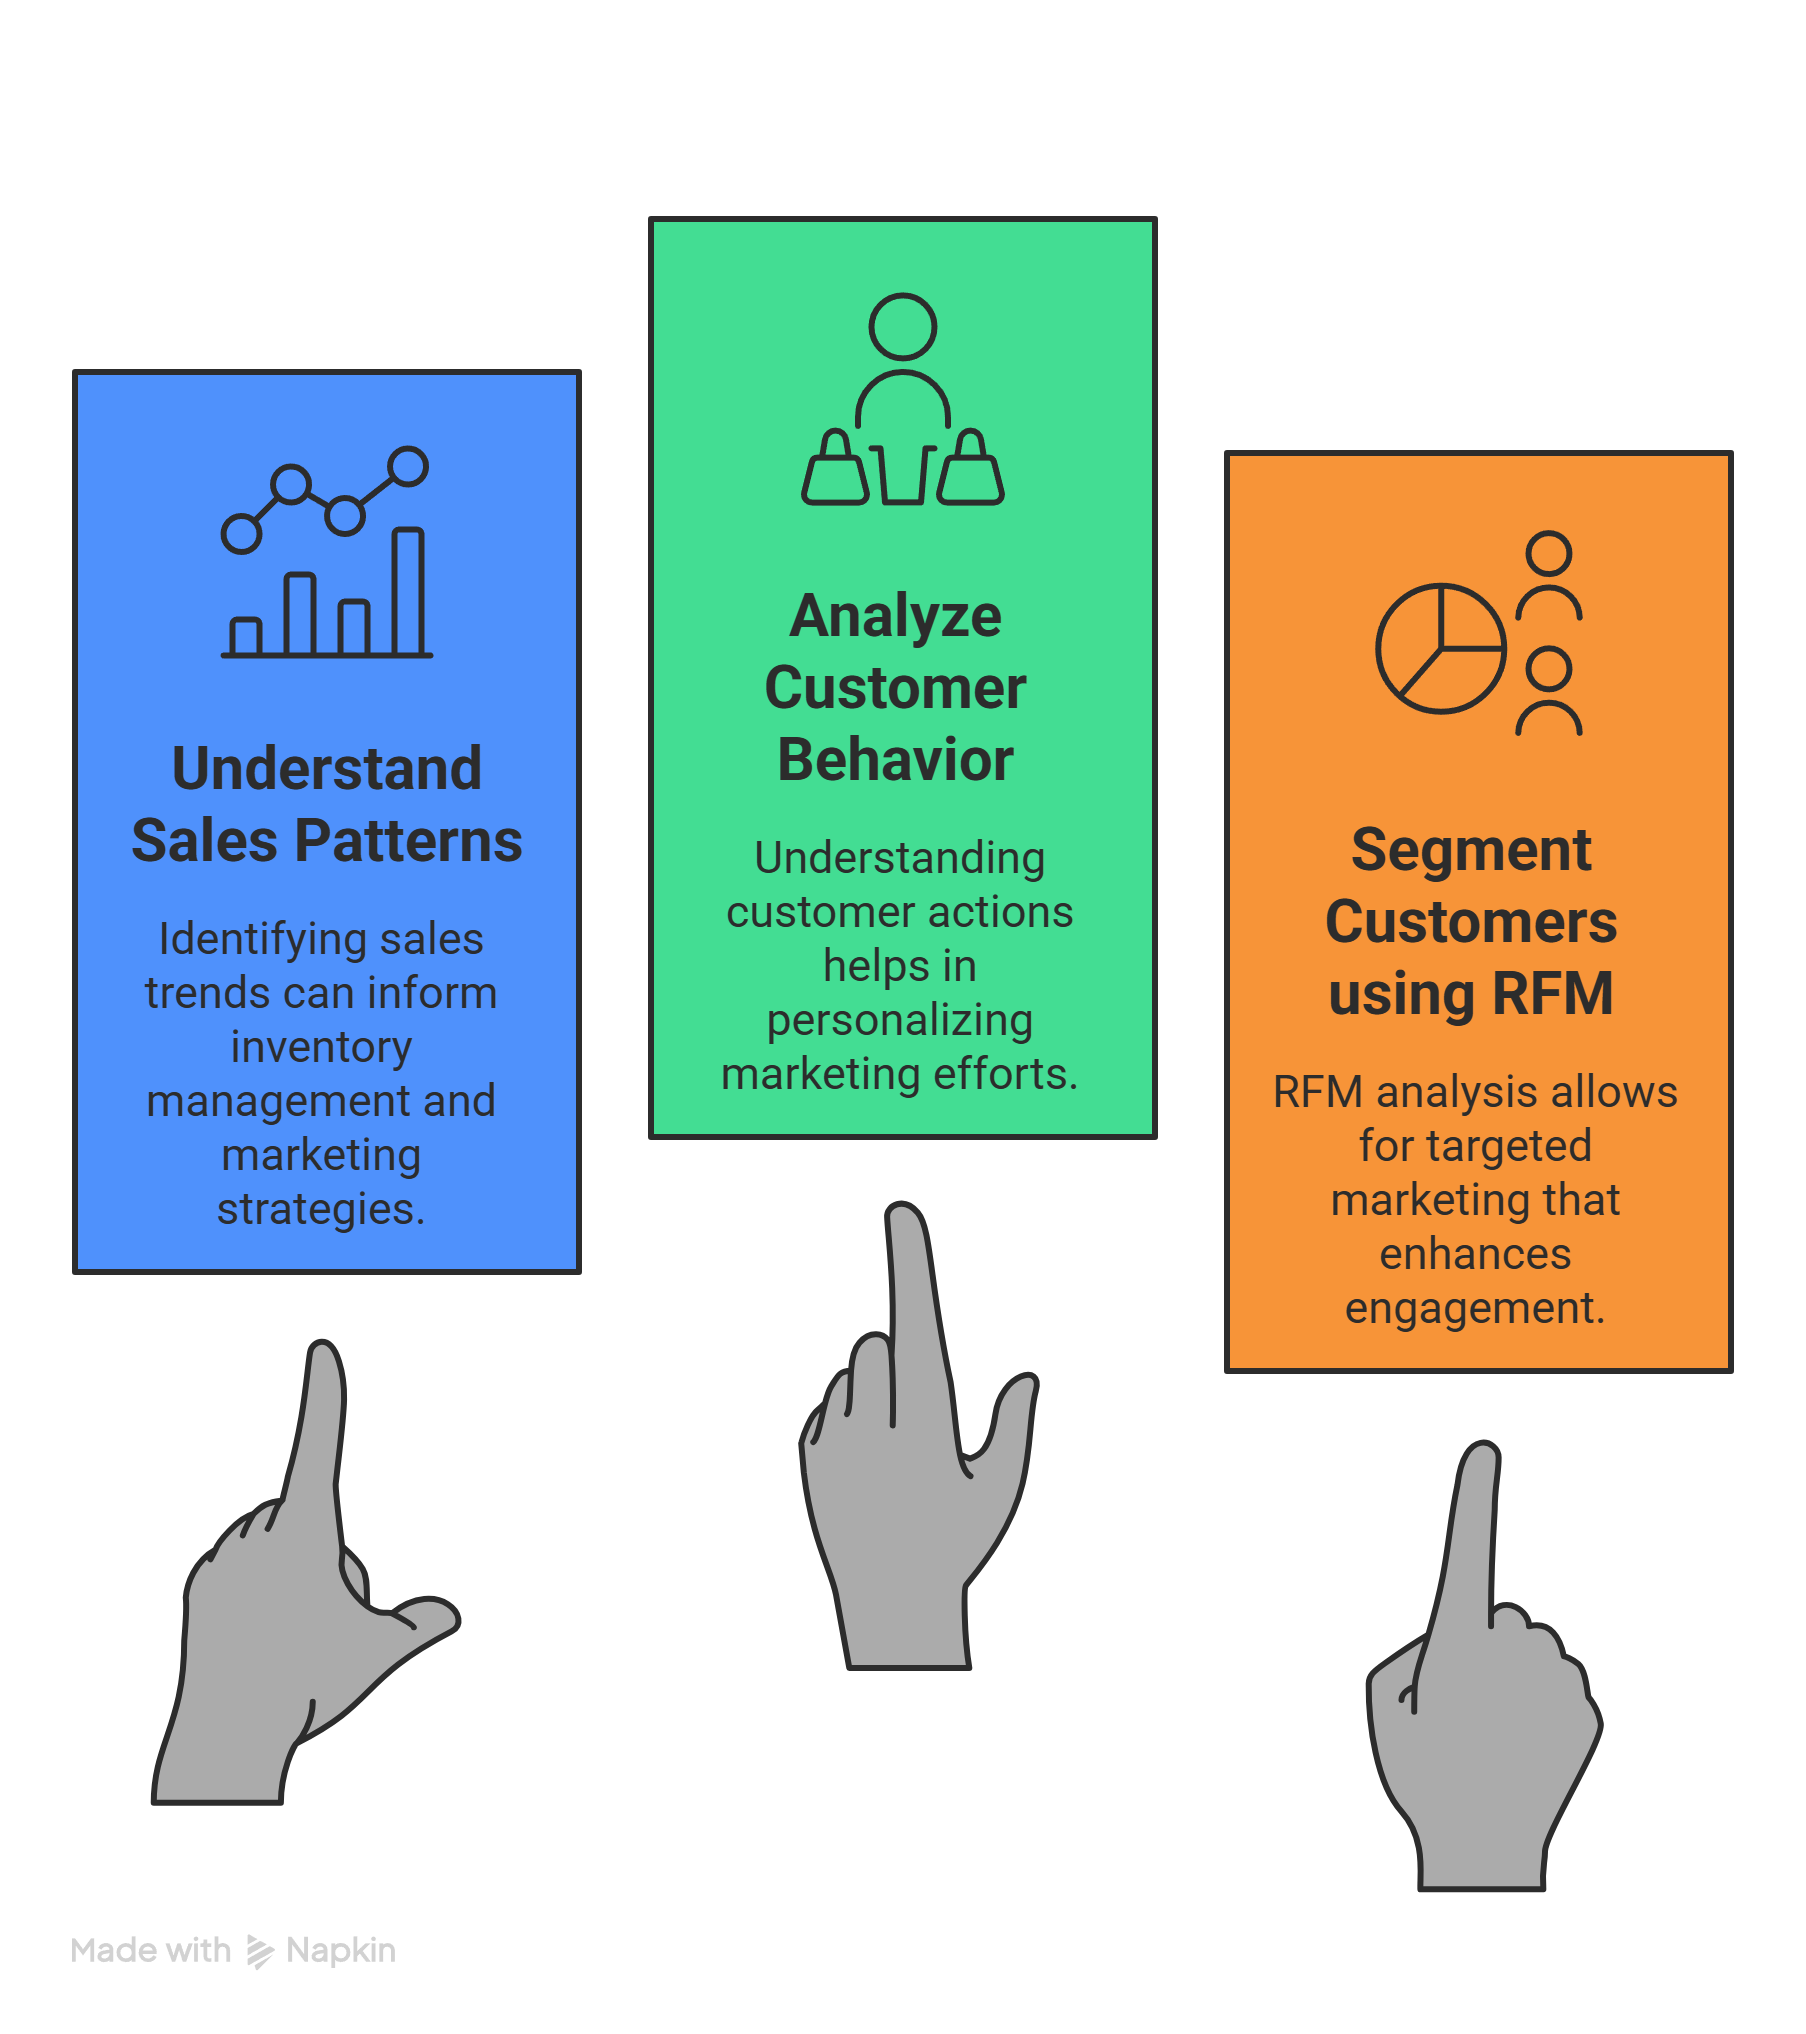 Understand
Sales Patterns
Identifying sales
trends can inform
inventory
management and
marketing
strategies.
Analyze
Customer
Behavior
Understanding
customer actions
helps in
personalizing
marketing efforts.
Segment
Customers
using RFM
RFM analysis allows
for targeted
marketing that
enhances
engagement.
Made with Napkin